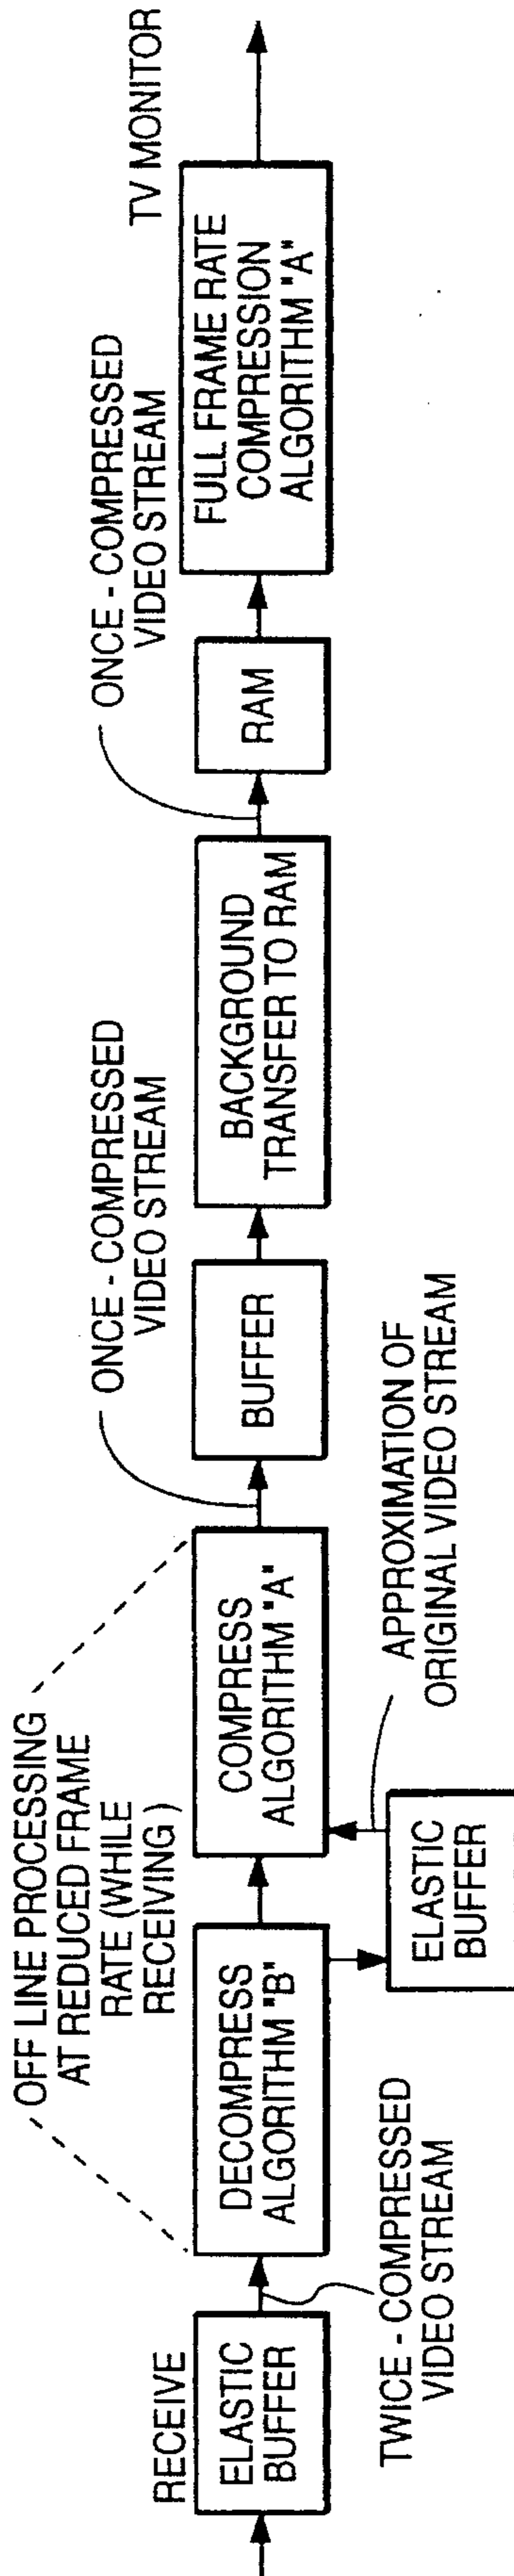 RECEIVE
ELASTIC
BUFFER
TWICE - COMPRESSED
VIDEO STREAM
OFF LINE PROCESSING
AT REDUCED FRAME
RATE (WHILE
RECEIVING )
DECOMPRESS
ALGORITHM "B"
ELASTIC
BUFFER
APPROXIMATION OF
ORIGINAL VIDEO STREAM
COMPRESS
ALGORITHM "A"
ONCE - COMPRESSED
VIDEO STREAM
BUFFER
BACKGROUND
TRANSFER TO RAM
ONCE - COMPRESSED
VIDEO STREAM
RAM
FULL FRAME RATE
COMPRESSION
ALGORITHM "A"
TV MONITOR